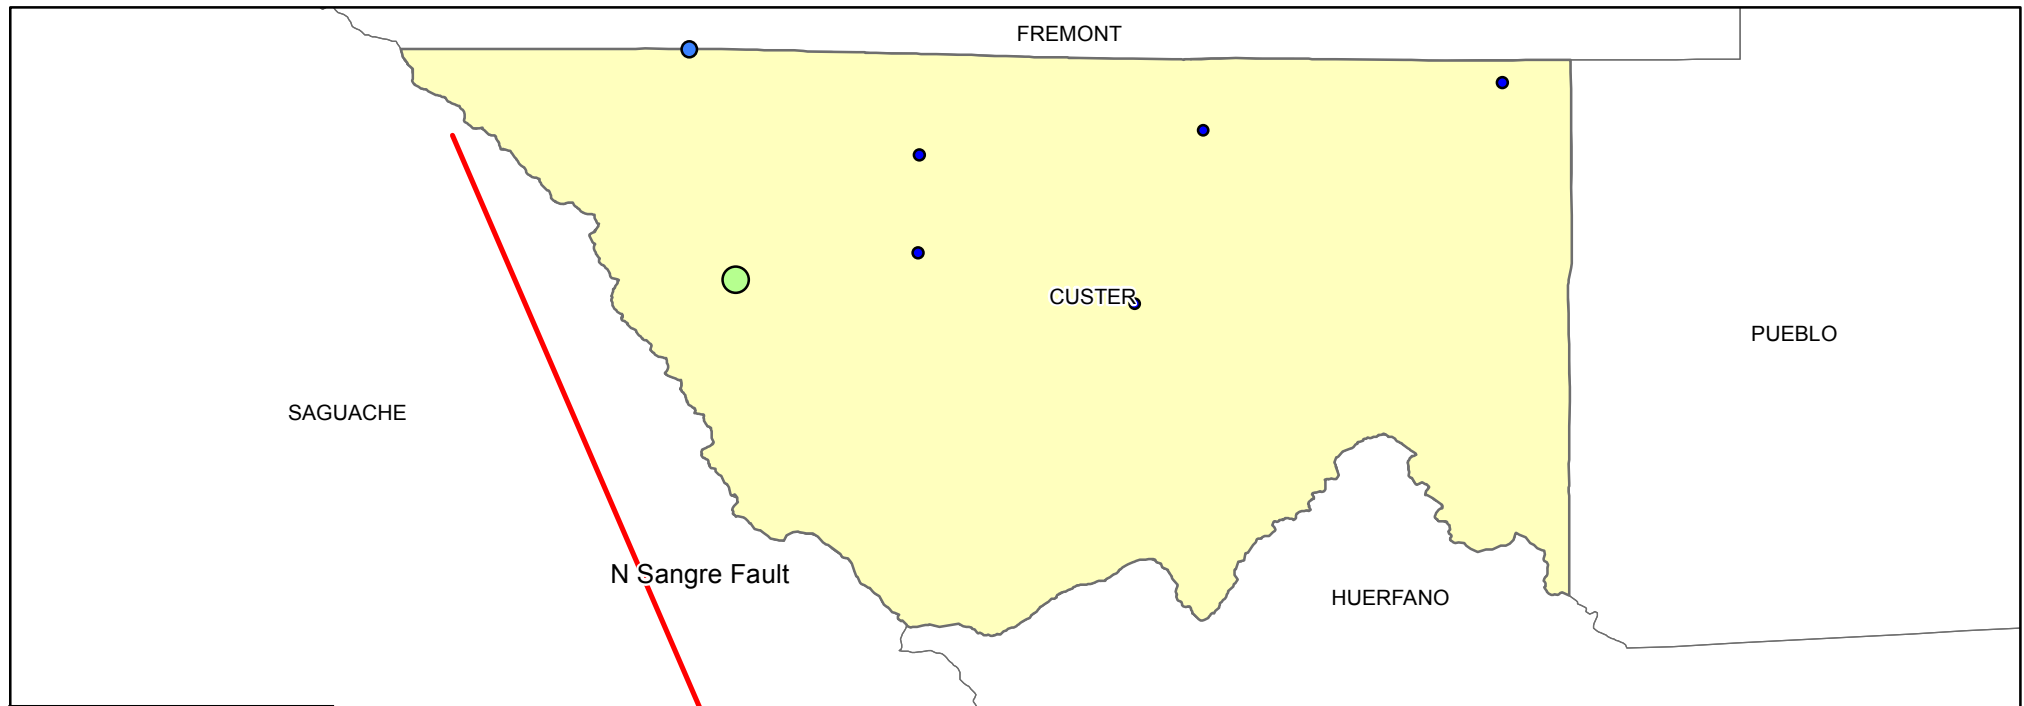 FREMONT
CUSTER
PUEBLO
SAGUACHE
N Sangre Fault
HUERFANO